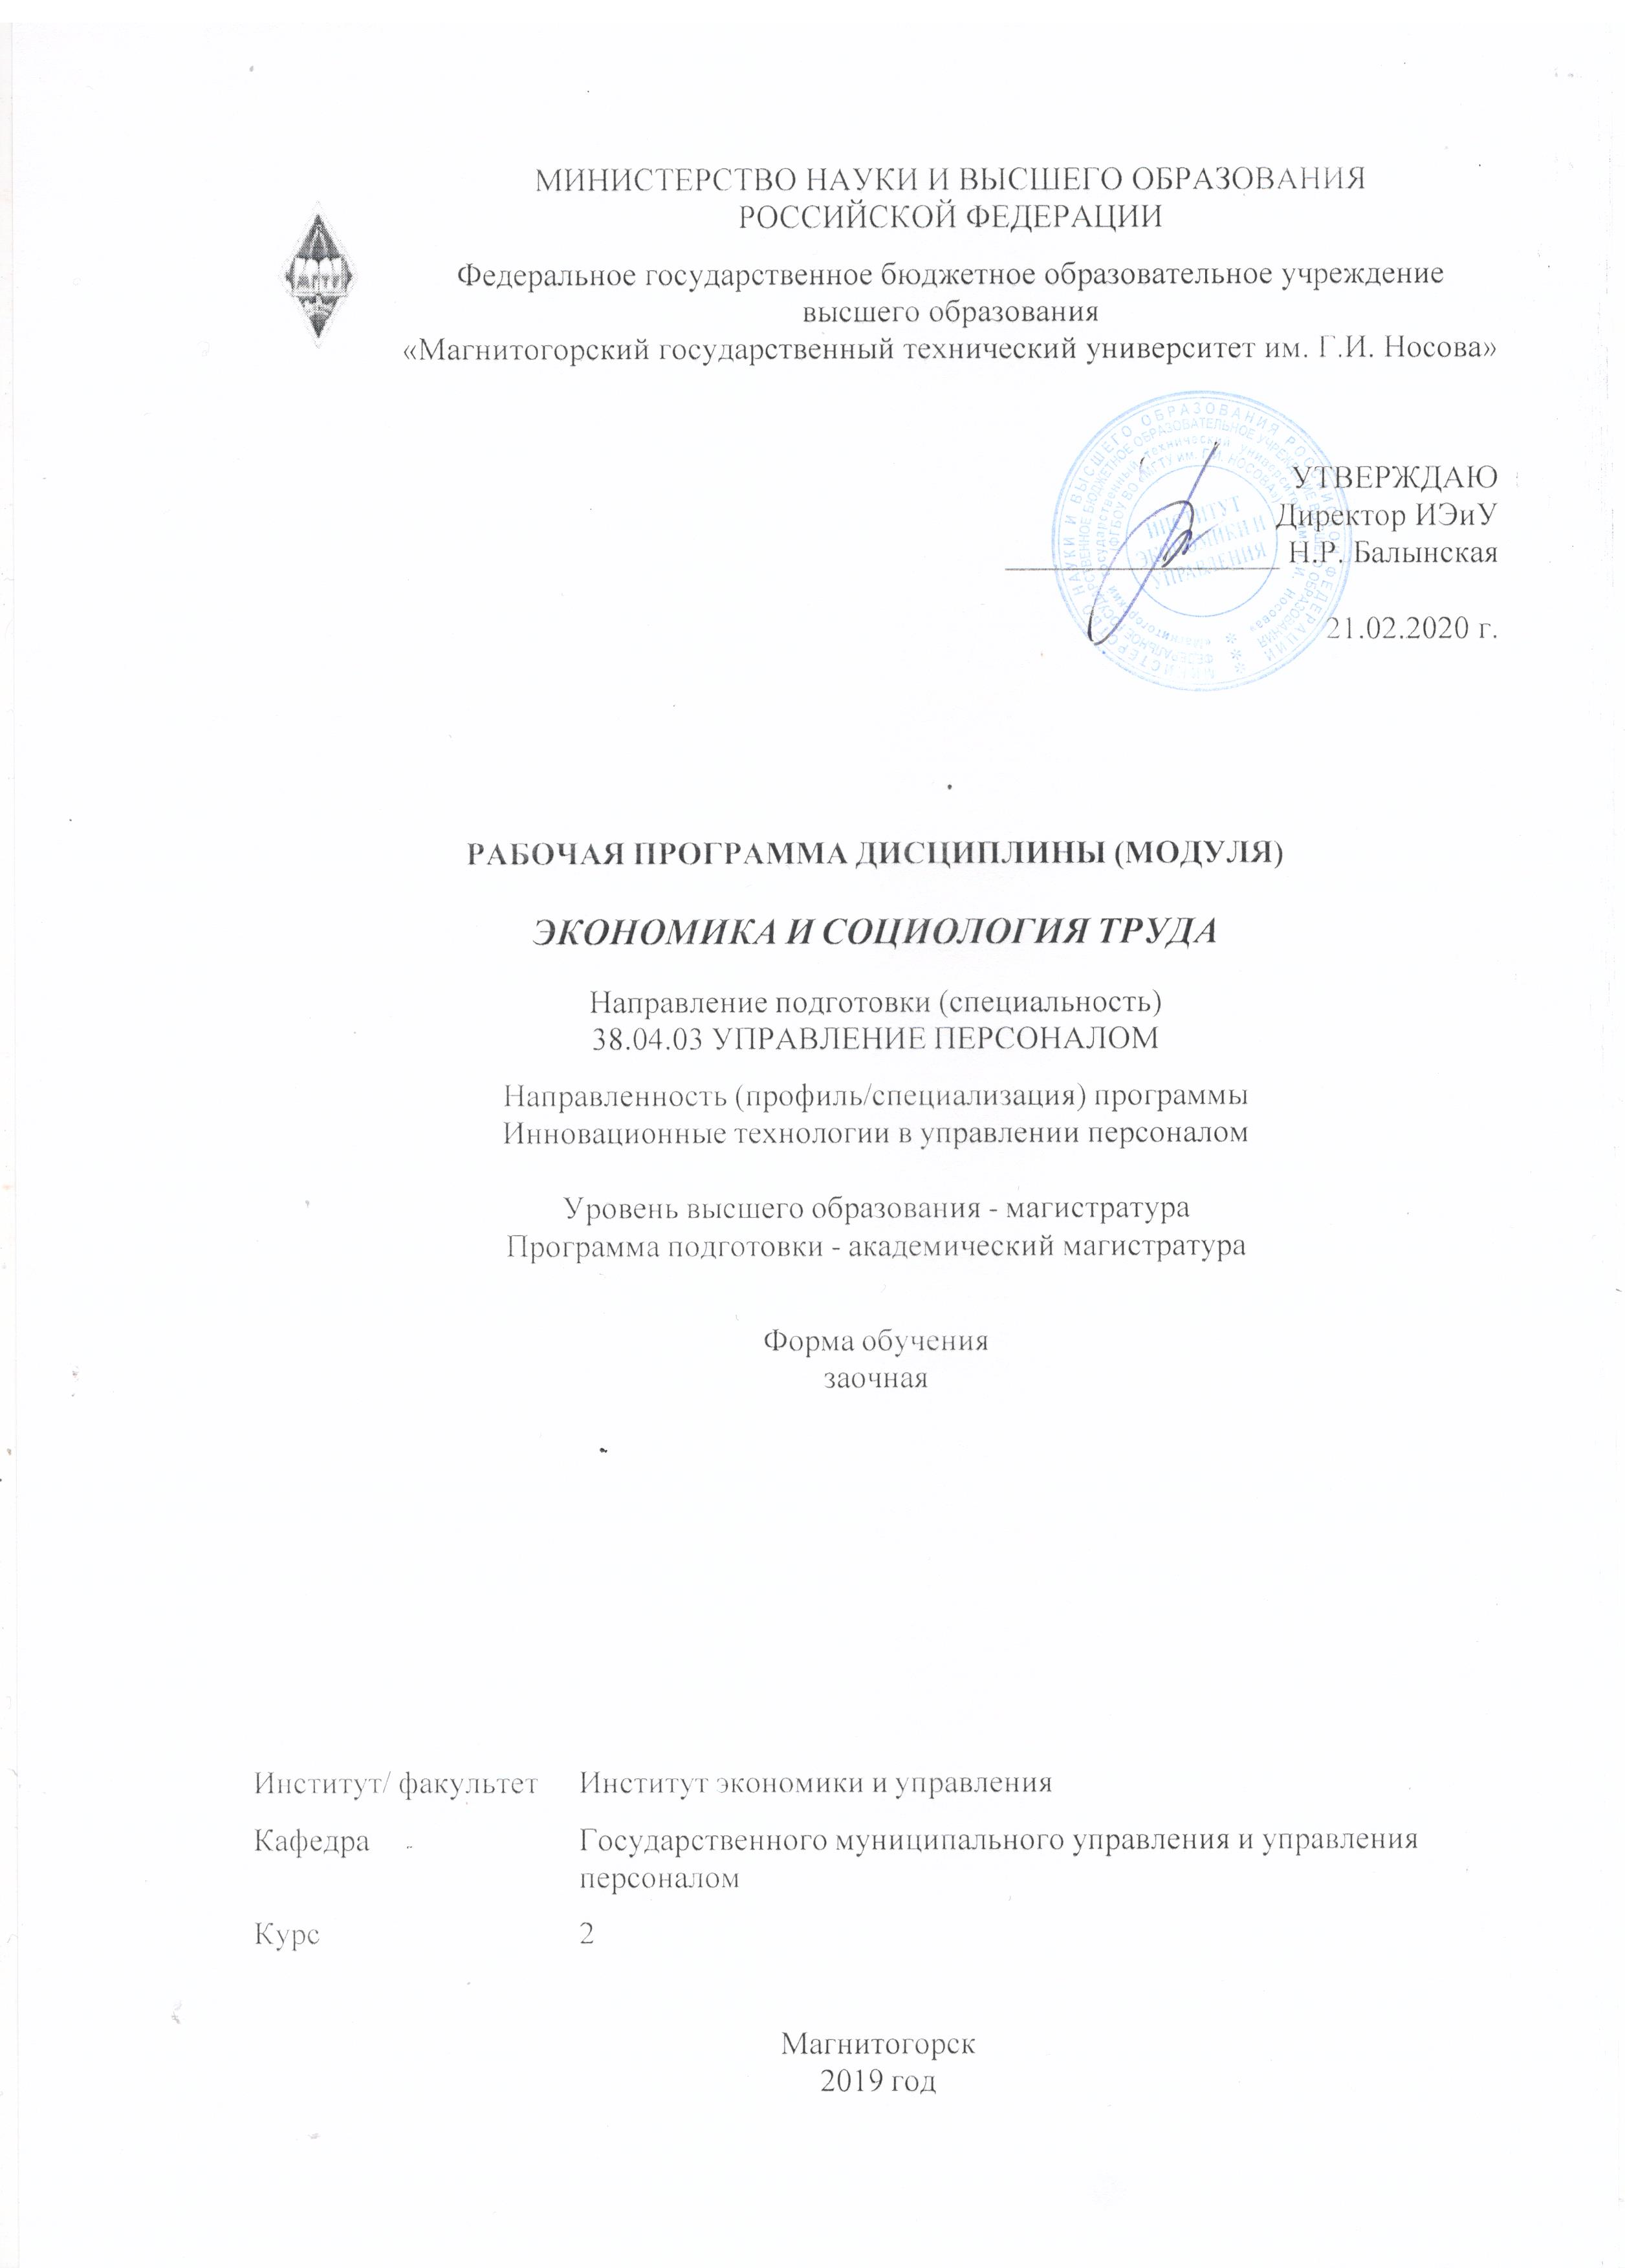 МИНИСТЕРСТВО НАУКИ И ВЫСШЕГО ОБРАЗОВАНИЯ
РОССИЙСКОЙ ФЕДЕРАЦИИ
Федеральное государственное бюджетное образовательное учреждение
высшего образования
«Магнитогорский государственный технический университет им. Г.И. Носова»
УТВЕРЖДАЮ
Директор ИЭиУ
Н.Р. Балынская
21.02.2020 г.
ИНСТИТУТ
ЭКОНОМИКИ И
УПРАВЛЕНИЯ
РАБОЧАЯ ПРОГРАММА ДИСЦИПЛИНЫ (МОДУЛЯ)
ЭКОНОМИКА И СОЦИОЛОГИЯ ТРУДА
Направление подготовки (специальность)
38.04.03 УПРАВЛЕНИЕ ПЕРСОНАЛОМ
Направленность (профиль/специализация) программы
Инновационные технологии в управлении персоналом
Уровень высшего образования - магистратура
Программа подготовки - академический магистратура
Форма обучения
заочная
Институт/ факультет Институт экономики и управления
Кафедра Государственного муниципального управления и управления
персоналом
Курс 2
Магнитогорск
2019 год